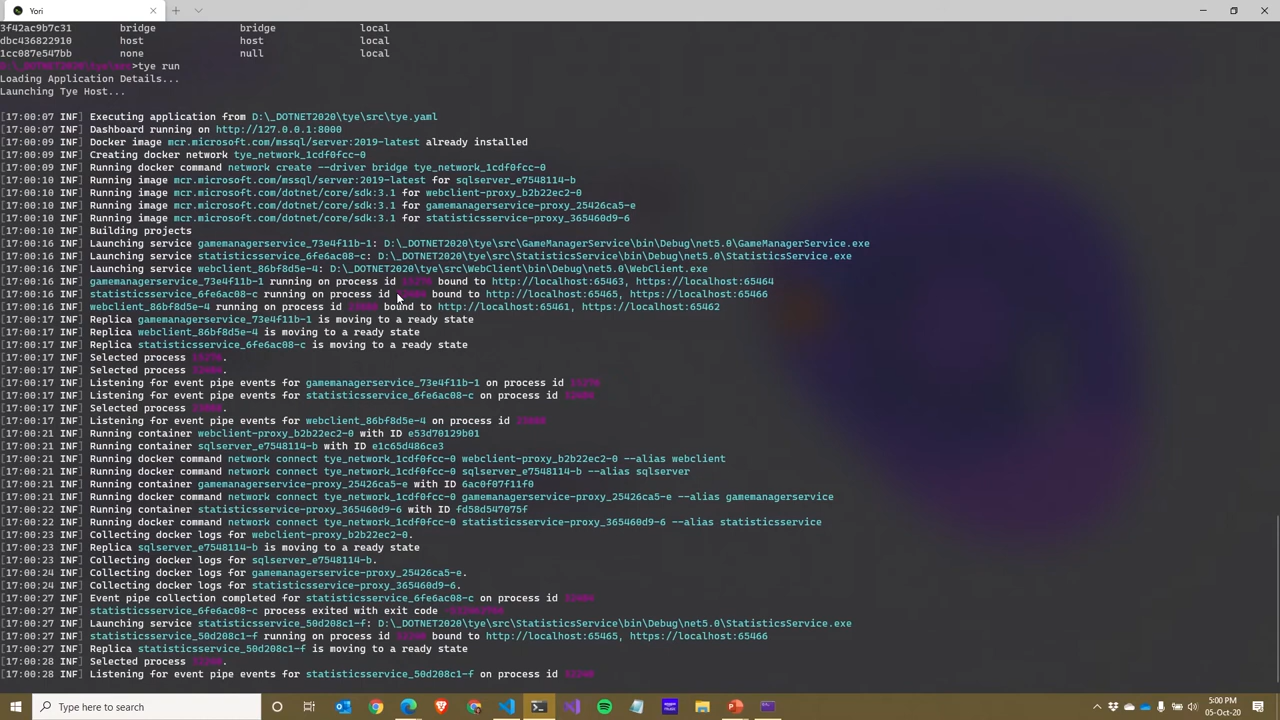 Yori
3f42ac9b7c31 bridge bridge local
dbc436822910 host host local
1cc087e547bb none null local
D:\_DOTNET2020\tye\src>tye run
Loading Application Details...
Launching Tye Host...
[17:00:07 INF] Executing application from D:\_DOTNET2020\tye\src\tye.yaml
[17:00:07 INF] Dashboard running on http://127.0.0.1:8000
[17:00:09 INF] Docker image mcr.microsoft.com/mssql/server:2019-latest already installed
[17:00:09 INF] Creating docker network tye_network_1cdf0fcc-0
[17:00:09 INF] Running docker command network create --driver bridge tye_network_1cdf0fcc-0
[17:00:10 INF] Running image mcr.microsoft.com/mssql/server:2019-latest for sqlserver_e7548114-b
[17:00:10 INF] Running image mcr.microsoft.com/dotnet/core/sdk:3.1 for webclient-proxy_b2b22ec2-0
[17:00:10 INF] Running image mcr.microsoft.com/dotnet/core/sdk:3.1 for gamemanagerservice-proxy_25426ca5-e
[17:00:10 INF] Running image mcr.microsoft.com/dotnet/core/sdk:3.1 for statisticsservice-proxy_365460d9-6
[17:00:10 INF] Building projects
[17:00:16 INF] Launching service gamemanagerservice_73e4f11b-1: D:\_DOTNET2020\tye\src\GameManagerService\bin\Debug\net5.0\GameManagerService.exe
[17:00:16 INF] Launching service statisticsservice_6fe6ac08-c: D:\_DOTNET2020\tye\src\StatisticsService\bin\Debug\net5.0\StatisticsService.exe
[17:00:16 INF] Launching service webclient_86bf8d5e-4: D:\_DOTNET2020\tye\src\WebClient\bin\Debug\net5.0\WebClient.exe
[17:00:16 INF] gamemanagerservice_73e4f11b-1 running on process id bound to http://localhost:65463, https://localhost:65464
[17:00:16 INF] statisticsservice_6fe6ac08-c running on process id bound to http://localhost:65465, https://localhost:65466
[17:00:16 INF] webclient_86bf8d5e-4 running on process id bound to http://localhost:65461, https://localhost:65462
[17:00:17 INF] Replica gamemanagerservice_73e4f11b-1 is moving to a ready state
[17:00:17 INF] Replica webclient_86bf8d5e-4 is moving to a ready state
[17:00:17 INF] Replica statisticsservice_6fe6ac08-c is moving to a ready state
[17:00:17 INF] Selected process .
[17:00:17 INF] Selected process .
[17:00:17 INF] Listening for event pipe events for gamemanagerservice_73e4f11b-1 on process id
[17:00:17 INF] Listening for event pipe events for statisticsservice_6fe6ac08-c on process id
[17:00:17 INF] Selected process .
[17:00:17 INF] Listening for event pipe events for webclient_86bf8d5e-4 on process id
[17:00:21 INF] Running container webclient-proxy_b2b22ec2-0 with ID e53d70129b01
[17:00:21 INF] Running container sqlserver_e7548114-b with ID e1c65d486ce3
[17:00:21 INF] Running docker command network connect tye_network_1cdf0fcc-0 webclient-proxy_b2b22ec2-0 --alias webclient
[17:00:21 INF] Running docker command network connect tye_network_1cdf0fcc-0 sqlserver_e7548114-b --alias sqlserver
[17:00:21 INF] Running container gamemanagerservice-proxy_25426ca5-e with ID 6ac0f07f11f0
[17:00:21 INF] Running docker command network connect tye_network_1cdf0fcc-0 gamemanagerservice-proxy_25426ca5-e --alias gamemanagerservice
[17:00:22 INF] Running container statisticsservice-proxy_365460d9-6 with ID fd58d547075f
[17:00:22 INF] Running docker command network connect tye_network_1cdf0fcc-0 statisticsservice-proxy_365460d9-6 --alias statisticsservice
[17:00:23 INF] Collecting docker logs for webclient-proxy_b2b22ec2-0.
[17:00:23 INF] Replica sqlserver_e7548114-b is moving to a ready state
[17:00:23 INF] Collecting docker logs for sqlserver_e7548114-b.
[17:00:24 INF] Collecting docker logs for gamemanagerservice-proxy_25426ca5-e.
[17:00:24 INF] Collecting docker logs for statisticsservice-proxy_365460d9-6.
[17:00:27 INF] Event pipe collection completed for statisticsservice_6fe6ac08-c on process id
[17:00:27 INF] statisticsservice_6fe6ac08-c process exited with exit code
[17:00:27 INF] Launching service statisticsservice_50d208c1-f: D:\_DOTNET2020\tye\src\StatisticsService\bin\Debug\net5.0\StatisticsService.exe
[17:00:27 INF] statisticsservice_50d208c1-f running on process id bound to http://localhost:65465, https://localhost:65466
[17:00:27 INF] Replica statisticsservice_50d208c1-f is moving to a ready state
[17:00:28 INF] Selected process .
[17:00:28 INF] Listening for event pipe events for statisticsservice_50d208c1-f on process id
Type here to search
5:00 PM
05-Oct-20